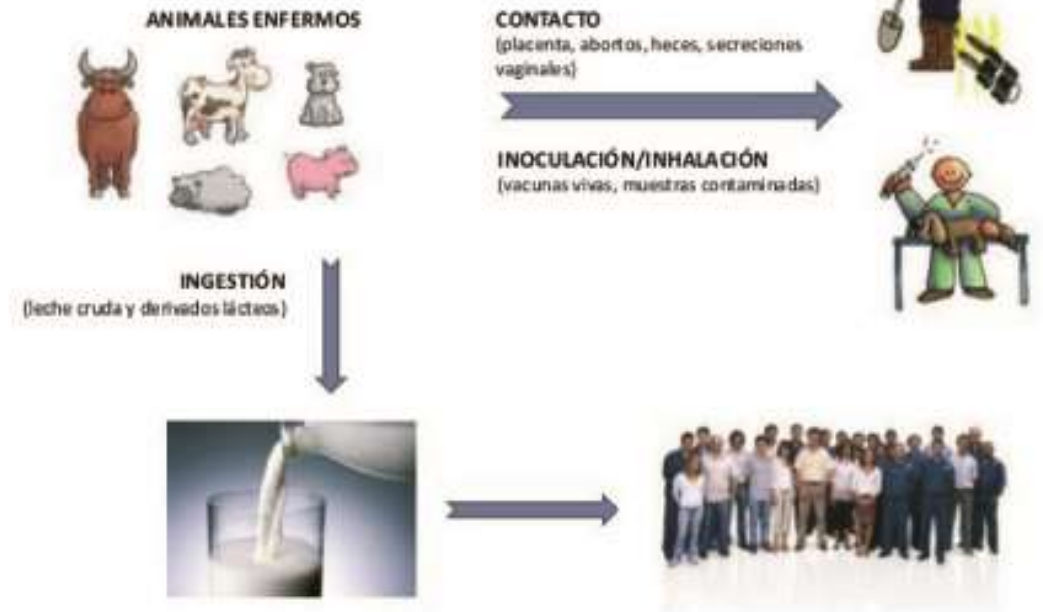 ANIMALES ENFERMOS
CONTACTO
(placenta, abortos, heces, secreciones
vaginales)
INOCULACIÓN/INHALACIÓN
(vacunas vivas, muestras contaminadas)
INGESTIÓN
(leche cruda y derivados lácteos)